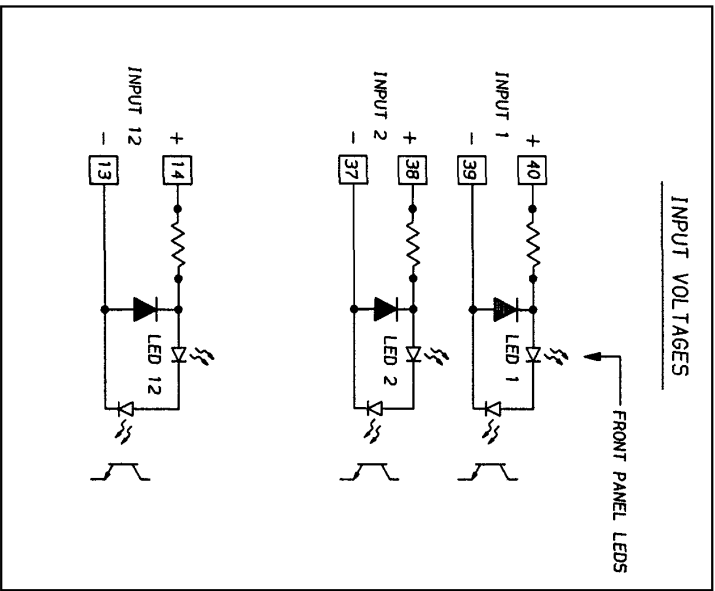 INPUT VOLTAGES
FRONT PANEL LEDS
INPUT 1
+ 40
- 39
LED 1
INPUT 2
+ 38
- 37
LED 2
INPUT 12
+ 14
- 13
LED 12